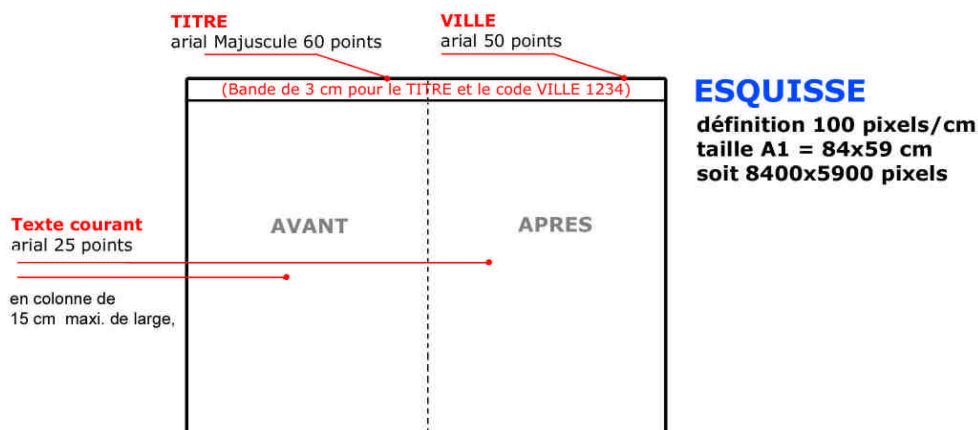 TITRE
arial Majuscule 60 points
VILLE
arial 50 points
(Bande de 3 cm pour le TITRE et le code VILLE 1234)
ESQUISSE
définition 100 pixels/cm
taille A1 = 84x59 cm
soit 8400x5900 pixels
AVANT
APRES
Texte courant
arial 25 points
en colonne de
15 cm maxi. de large,